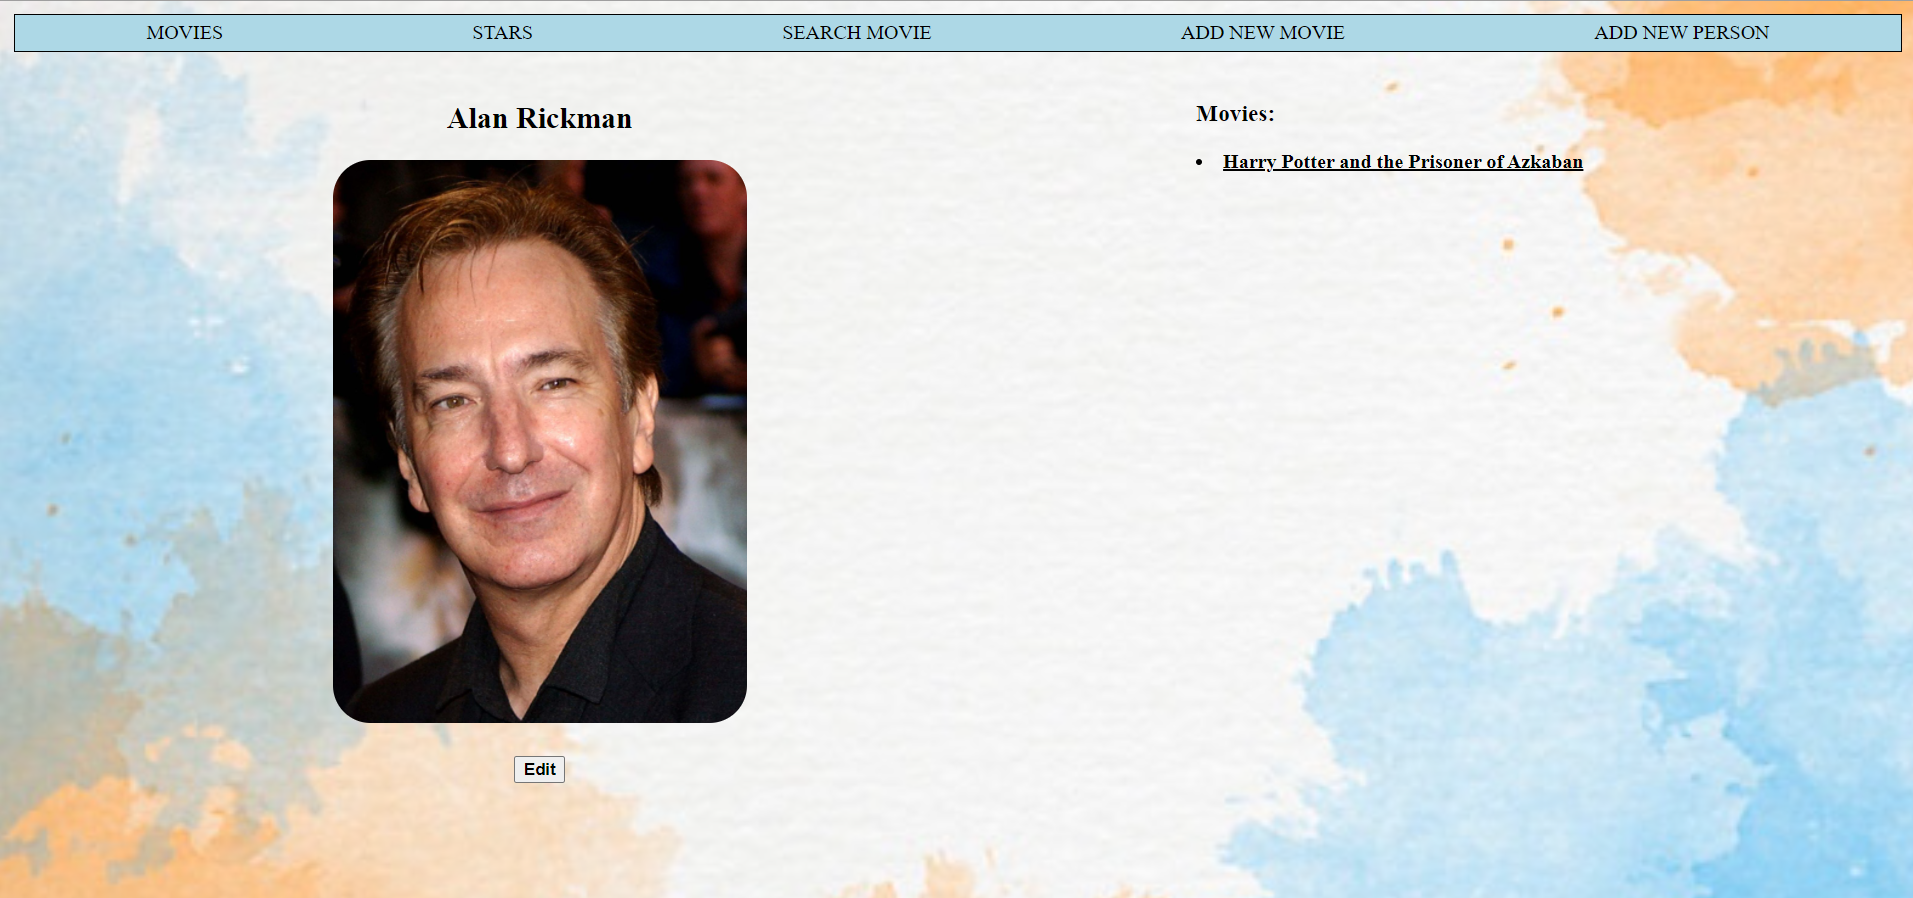 MOVIES STARS SEARCH MOVIE ADD NEW MOVIE ADD NEW PERSON
Alan Rickman
Edit
Movies:
Harry Potter and the Prisoner of Azkaban